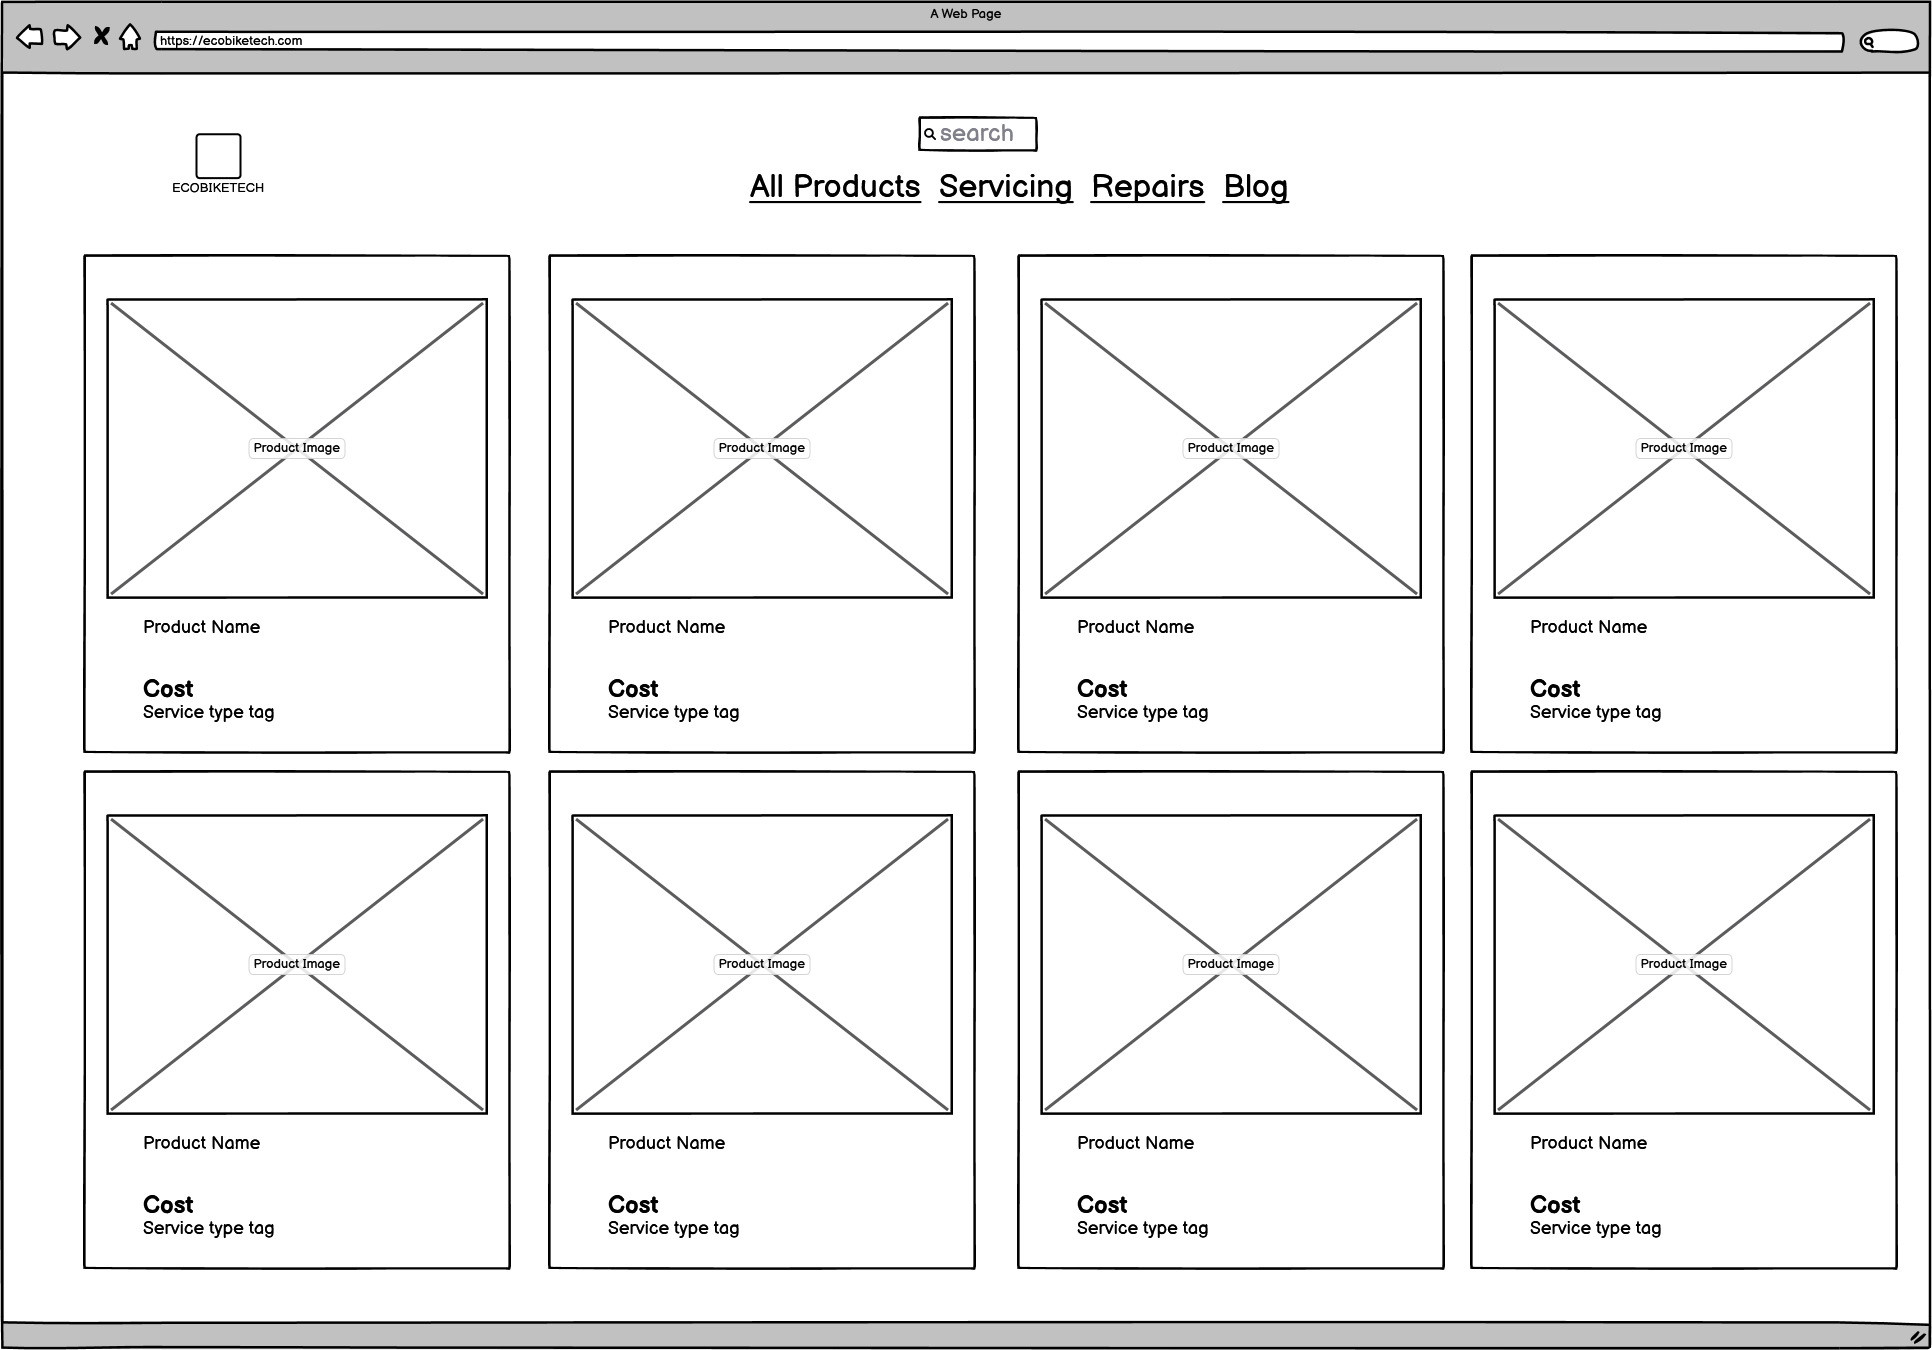 A Web Page
https://ecobiketech.com
search
ECOBIKETECH
All Products Servicing Repairs Blog
Product Image Product Image Product Image Product Image
Product Name Product Name Product Name Product Name
Cost Cost Cost Cost
Service type tag Service type tag Service type tag Service type tag
Product Image Product Image Product Image Product Image
Product Name Product Name Product Name Product Name
Cost Cost Cost Cost
Service type tag Service type tag Service type tag Service type tag